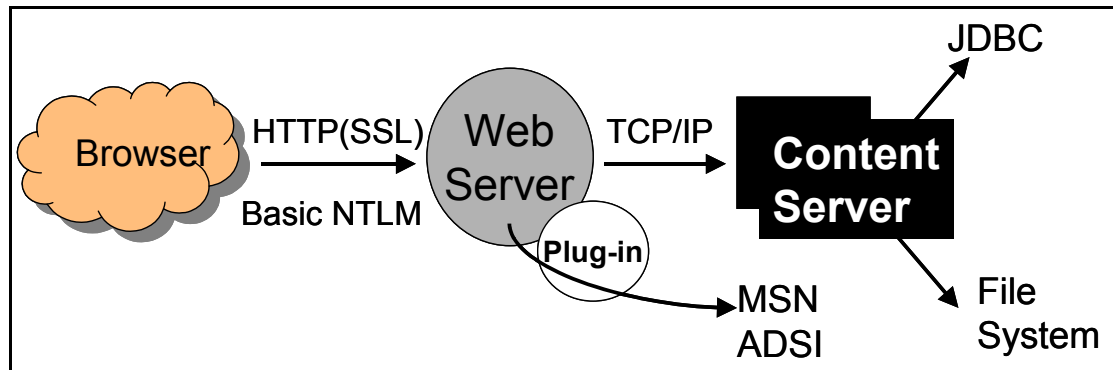 JDBC
HTTP(SSL)
Browser
Basic NTLM
Web
Server
TCP/IP
Content
Server
Plug-in
MSN
ADSI
File
System